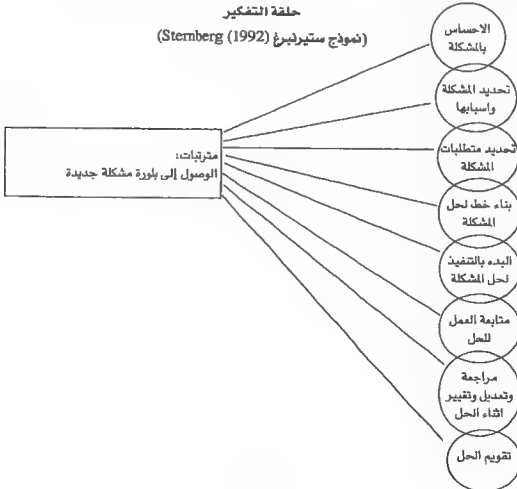 حلقة التفكير
(نموذج ستيرنبرغ (1992) Sternberg)
الاحساس
بالمشكلة
تحديد المشكلة
واسبابها
تحديد متطلبات
المشكلة
بناء خط لحل
المشكلة
البدء بالتنفيذ
لحل المشكلة
متابعة العمل
للحل
مراجعة
وتعديل وتغيير
اثناء الحل
تقويم الحل
مترتبات:
الوصول إلى بلورة مشكلة جديدة